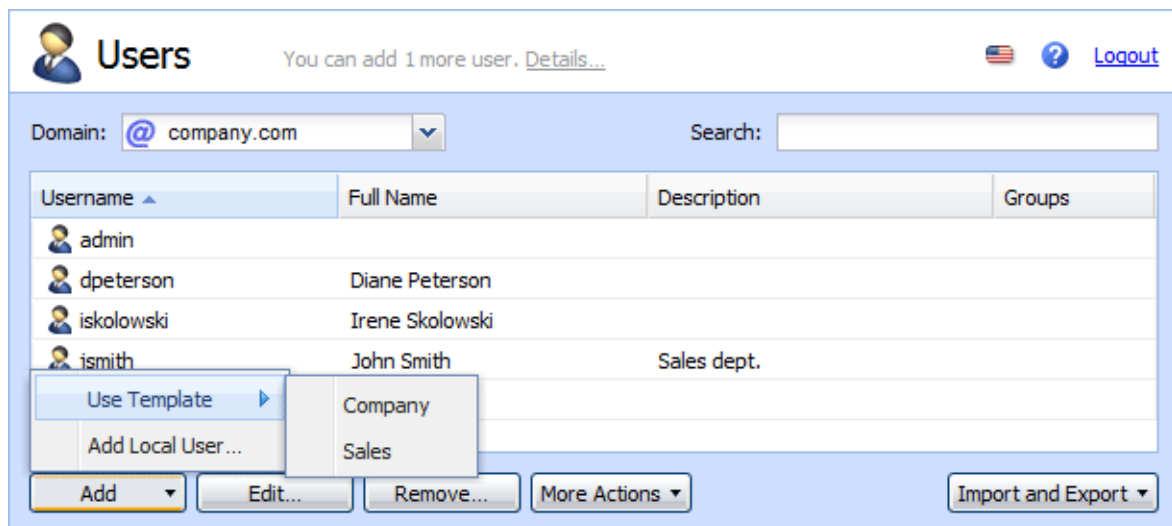 Users You can add 1 more user. Details... Logout
Domain: @ company.com Search:
Username Full Name Description Groups
admin
dpeterson Diane Peterson
iskolowski Irene Skolowski
jsmith John Smith Sales dept.
Use Template Company
Add Local User... Sales
Add Edit... Remove... More Actions Import and Export